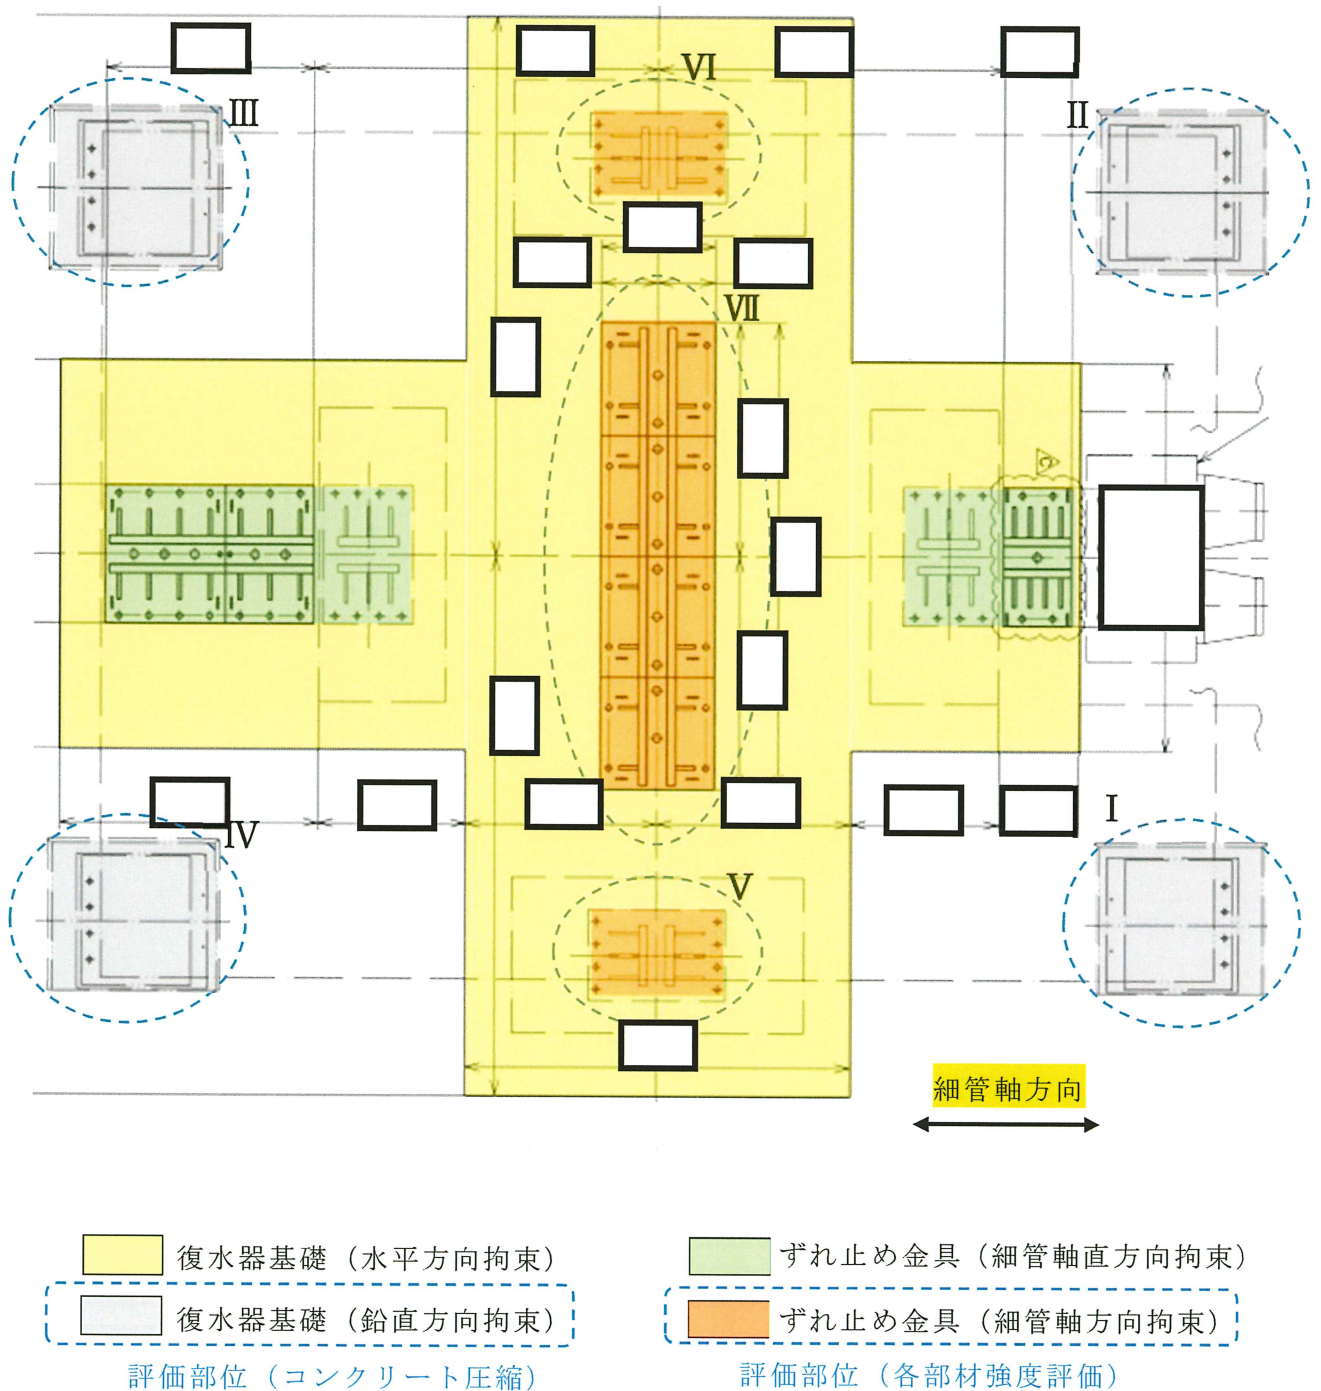 VI
III
II
VII
C
IV
I
V
細管軸方向
復水器基礎（水平方向拘束）
ずれ止め金具（細管軸直方向拘束）
復水器基礎（鉛直方向拘束）
ずれ止め金具（細管軸方向拘束）
評価部位（コンクリート圧縮）
評価部位（各部材強度評価）